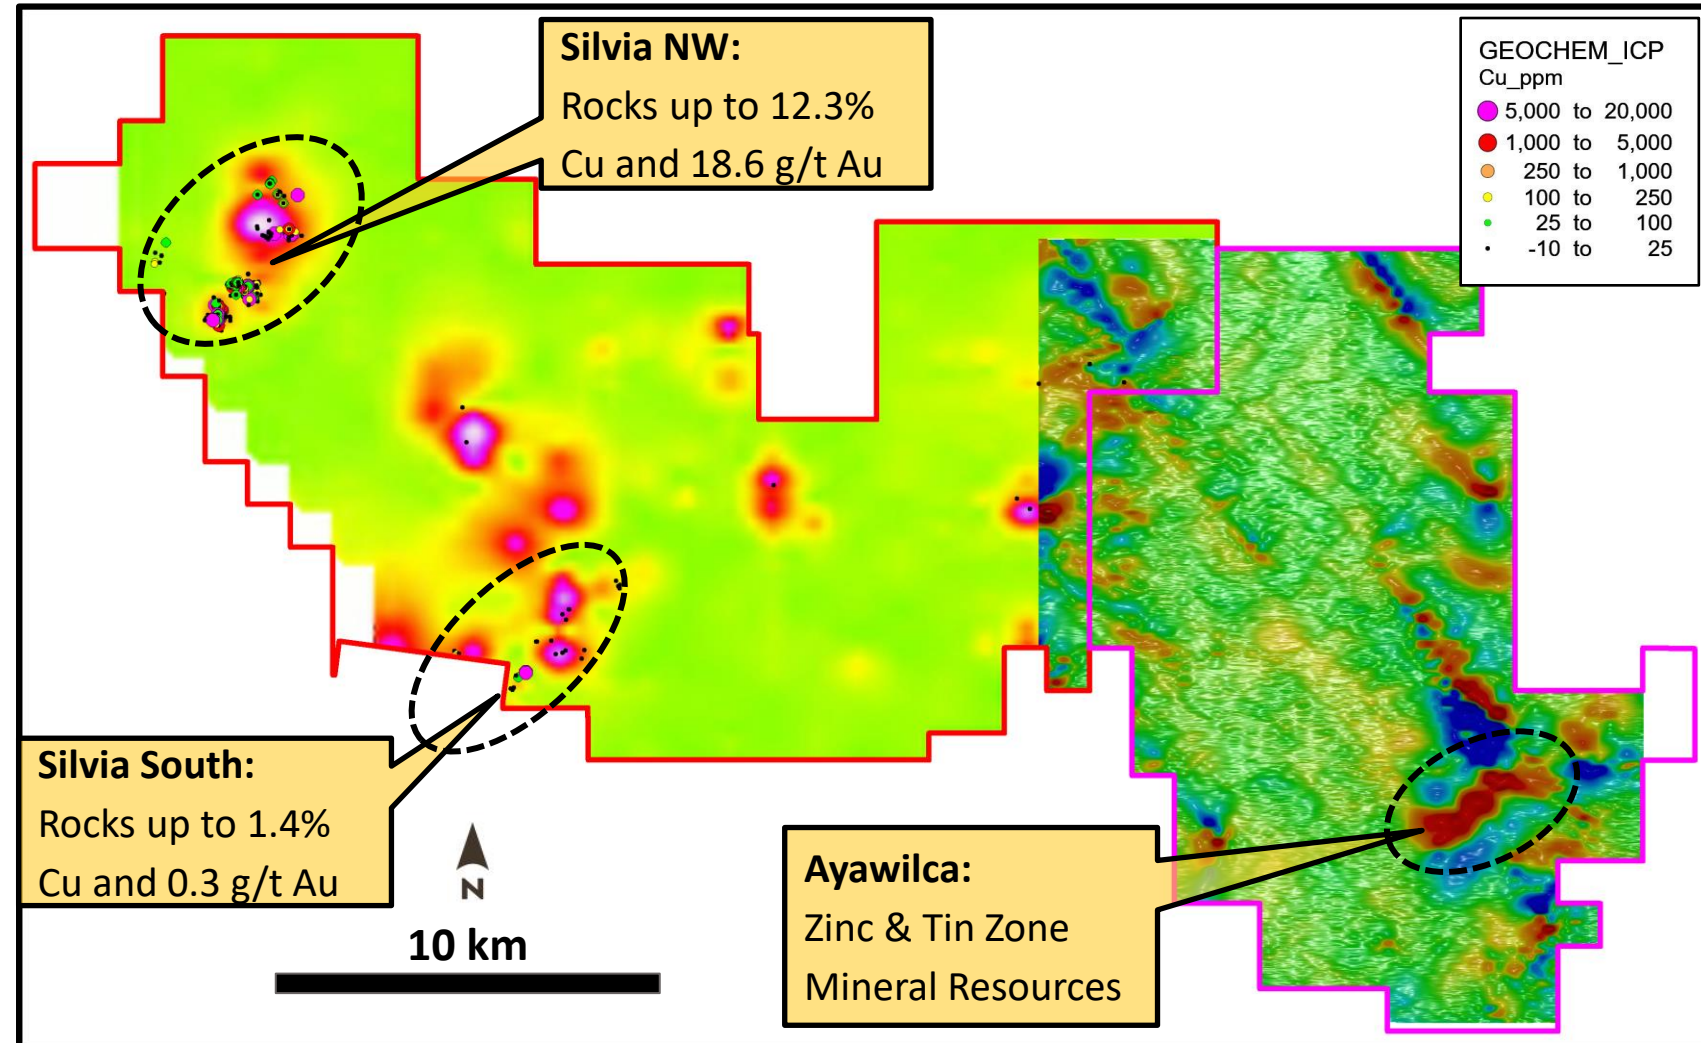 Silvia NW:
Rocks up to 12.3%
Cu and 18.6 g/t Au
GEOCHEM_ICP
Cu_ppm
5,000 to 20,000
1,000 to 5,000
250 to 1,000
100 to 250
25 to 100
-10 to 25
Silvia South:
Rocks up to 1.4%
Cu and 0.3 g/t Au
N
10 km
Ayawilca:
Zinc & Tin Zone
Mineral Resources